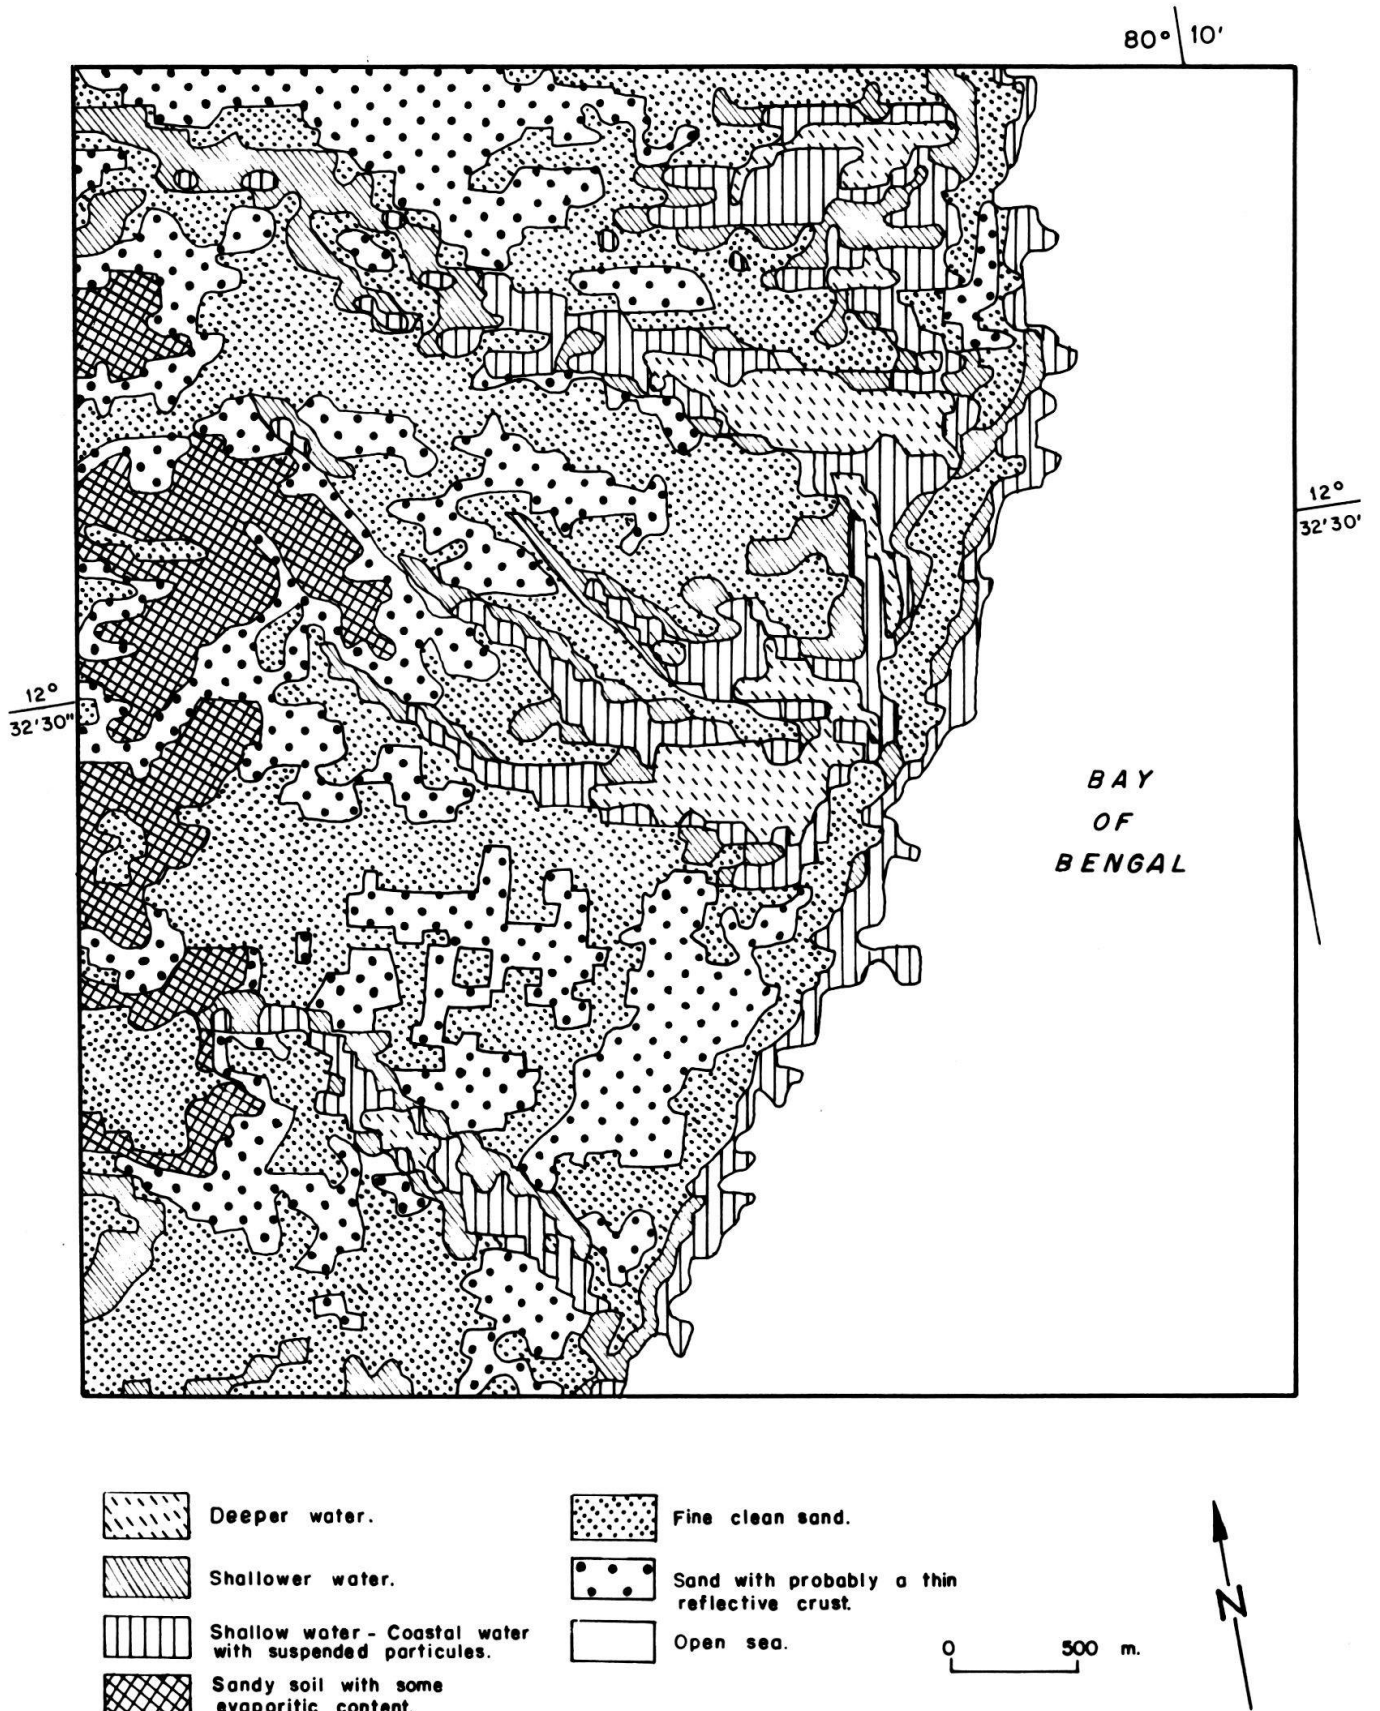 80° 10'
12°
32'30'
12°
32'30"
BAY
OF
BENGAL
Deeper water.
Shallower water.
Shallow water - Coastal water
with suspended particules.
Sandy soil with some
evaporitic content.
Fine clean sand.
Sand with probably a thin
reflective crust.
Open sea.
0 500 m.
N